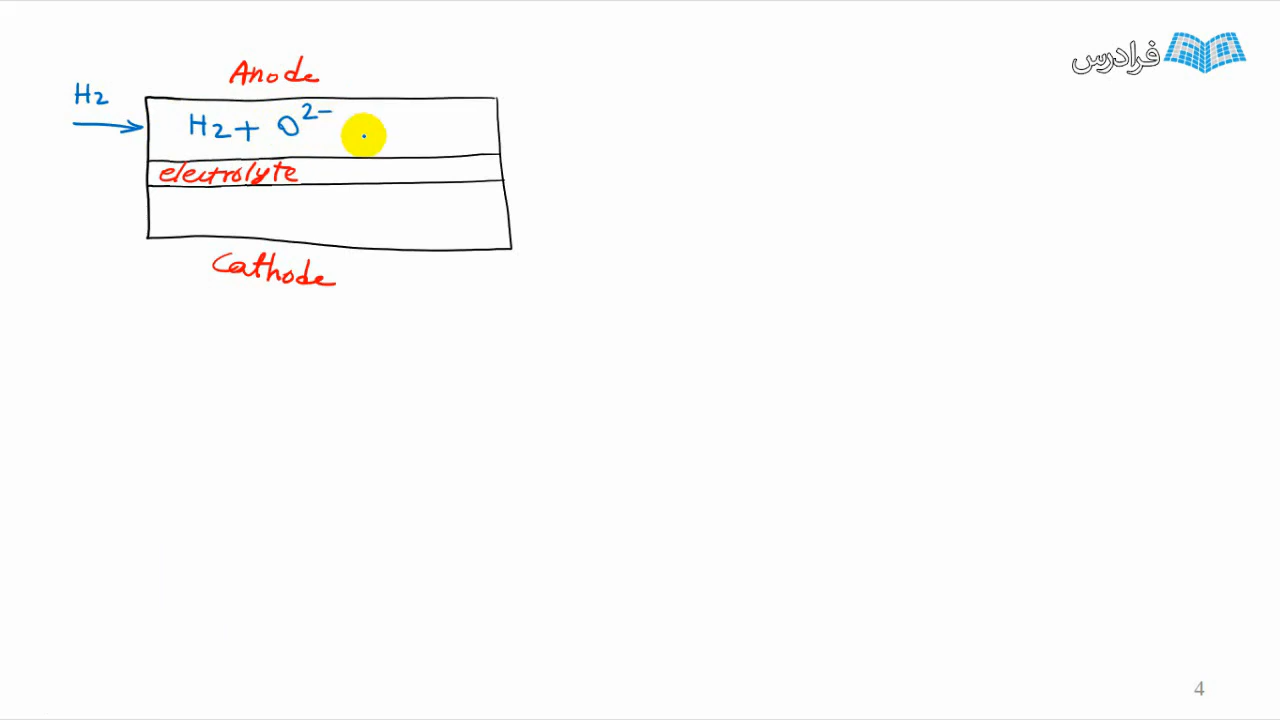 فرادرس
Anode
H2
H2 + O2-
electrolyte
Cathode
4